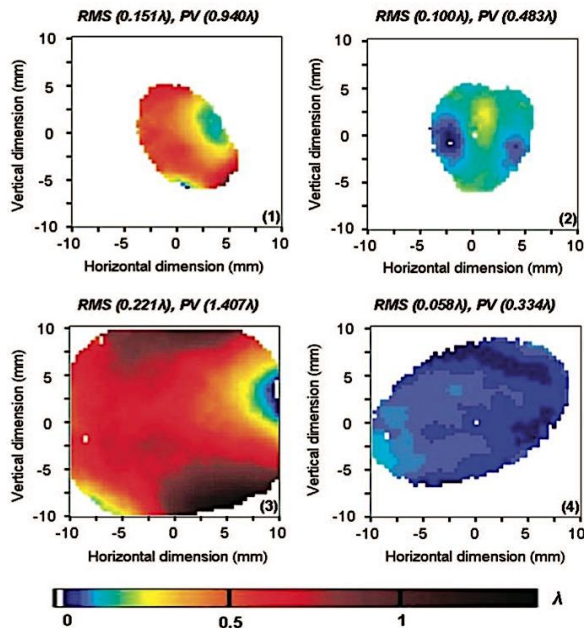 RMS (0.151λ), PV (0.940λ)
RMS (0.100λ), PV (0.483λ)
10
5
0
-5
-10
Vertical dimension (mm)
(1)
-10 -5 0 5 10
Horizontal dimension (mm)
10
5
0
-5
-10
Vertical dimension (mm)
(2)
-10 -5 0 5 10
Horizontal dimension (mm)
RMS (0.221λ), PV (1.407λ)
RMS (0.058λ), PV (0.334λ)
10
5
0
-5
-10
Vertical dimension (mm)
(3)
-10 -5 0 5 10
Horizontal dimension (mm)
10
5
0
-5
-10
Vertical dimension (mm)
(4)
-10 -5 0 5 10
Horizontal dimension (mm)
λ
0 0.5 1